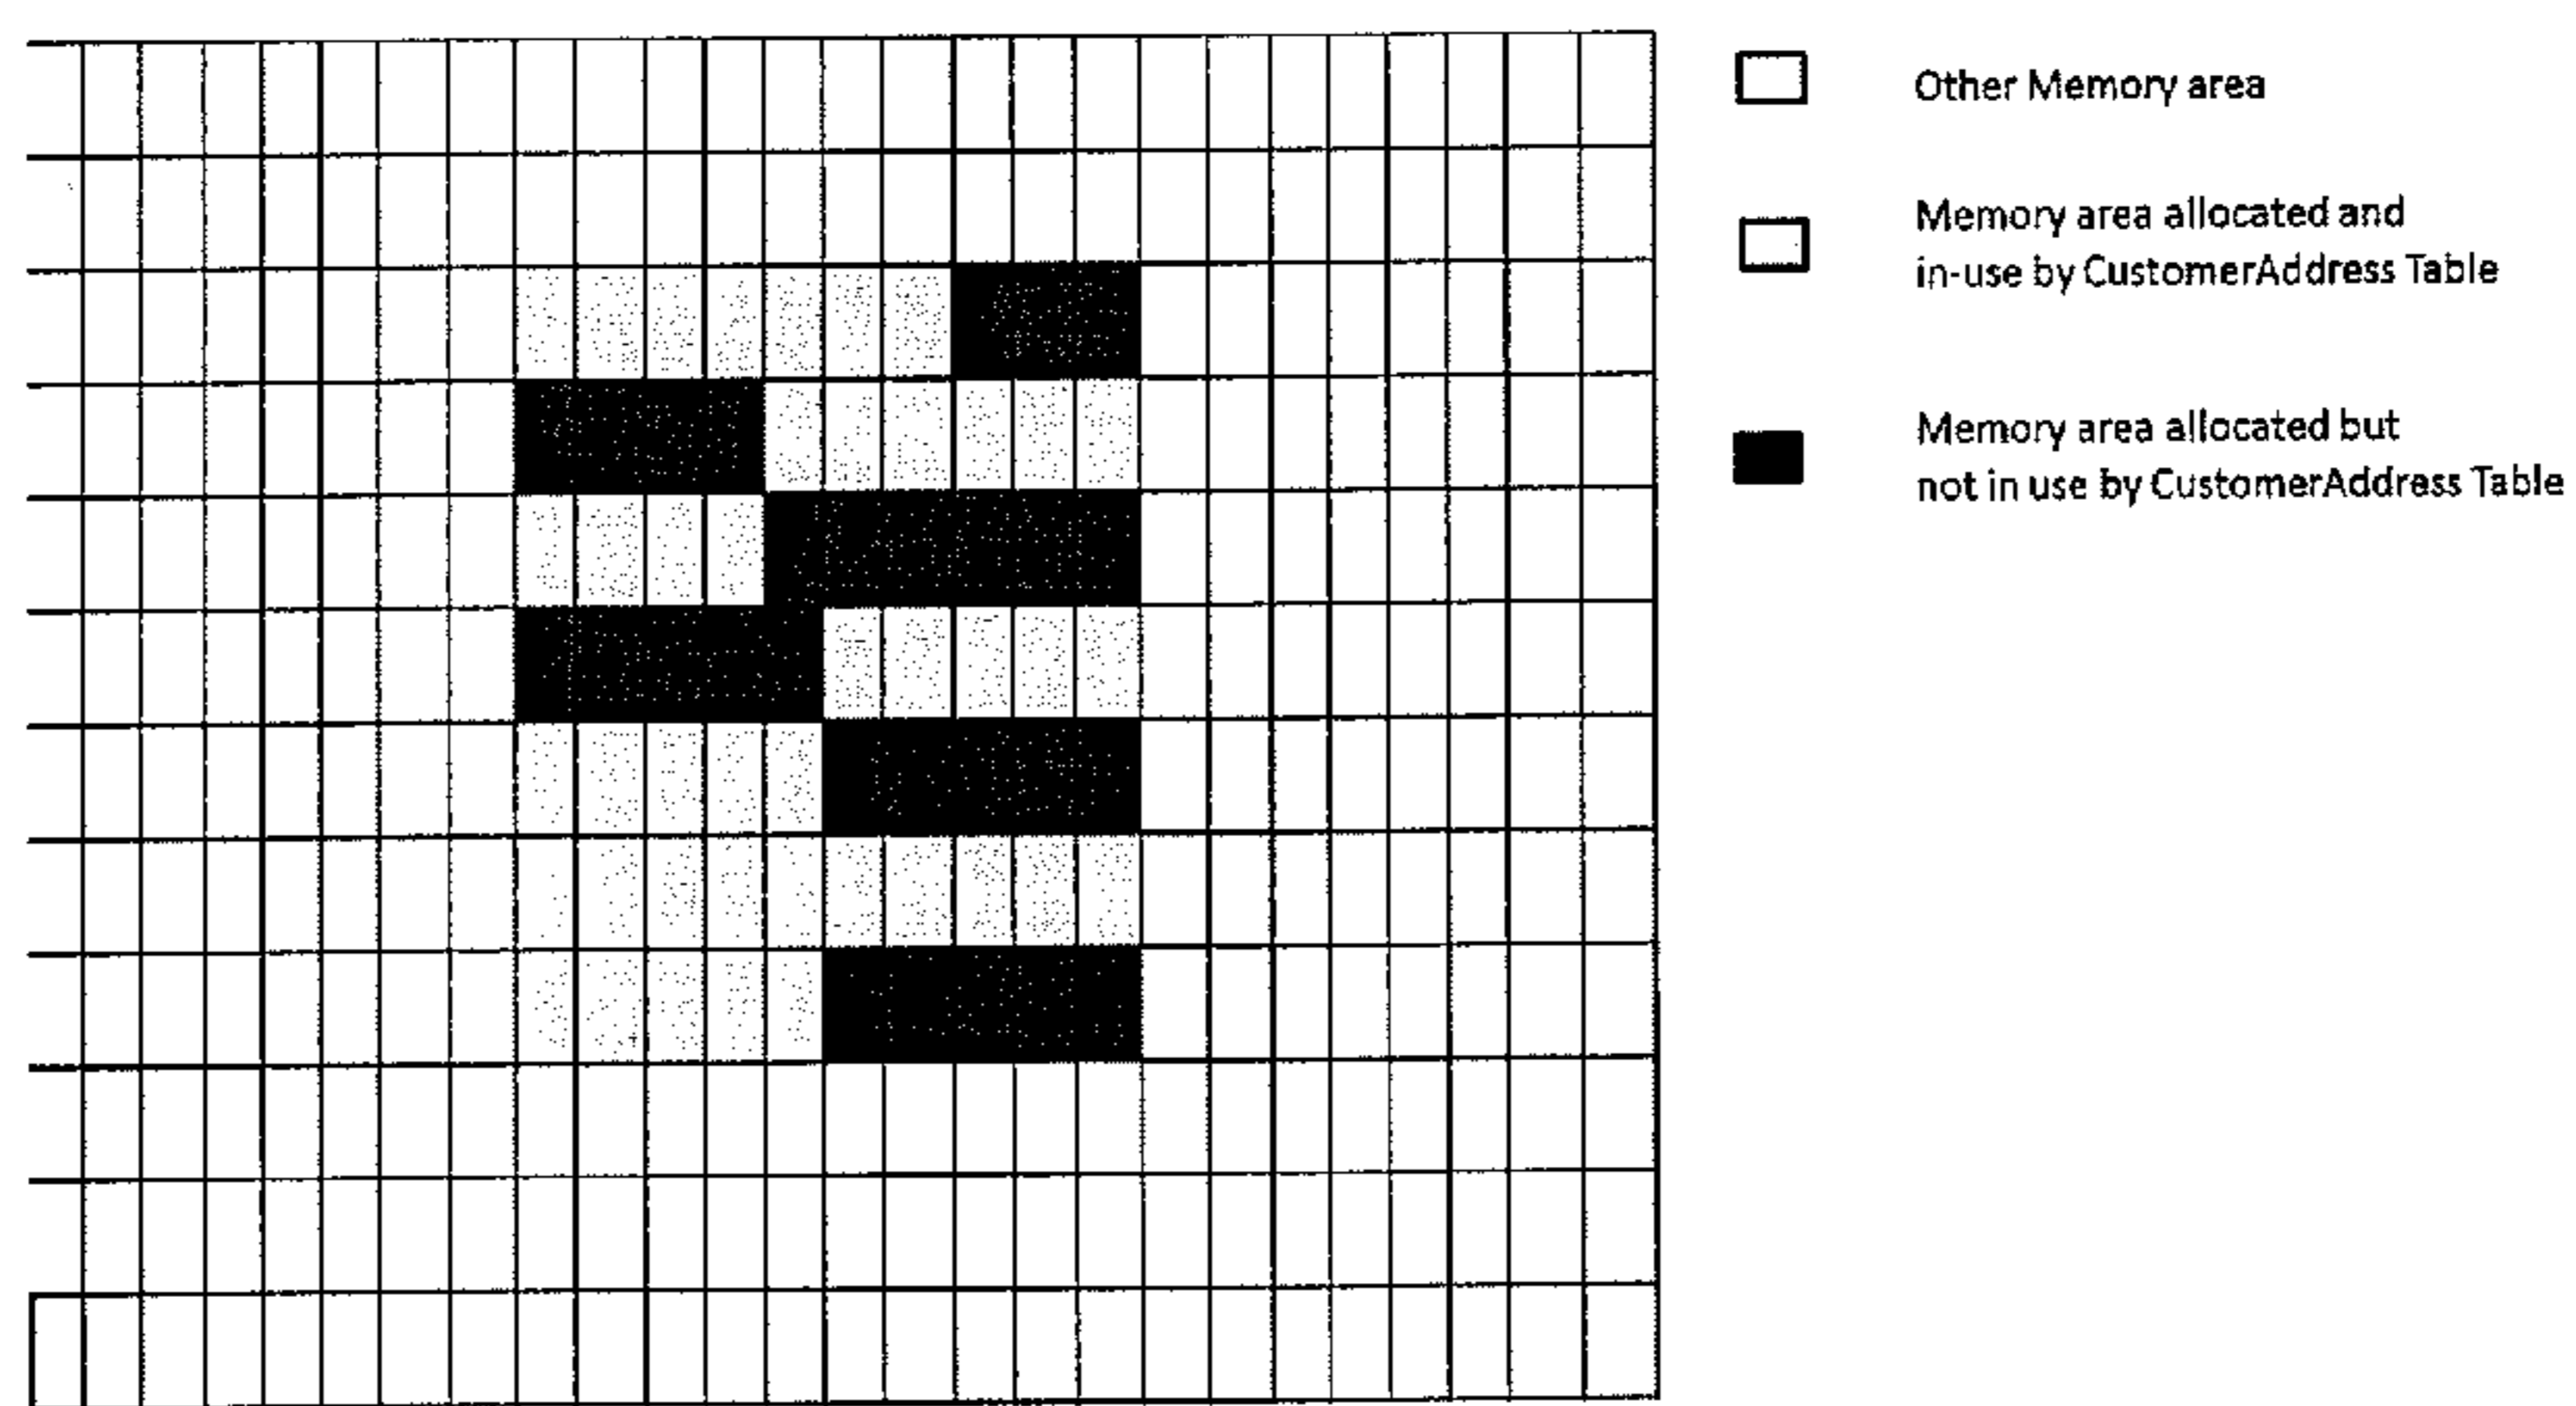 Other Memory area
Memory area allocated and
in-use by CustomerAddress Table
Memory area allocated but
not in use by CustomerAddress Table